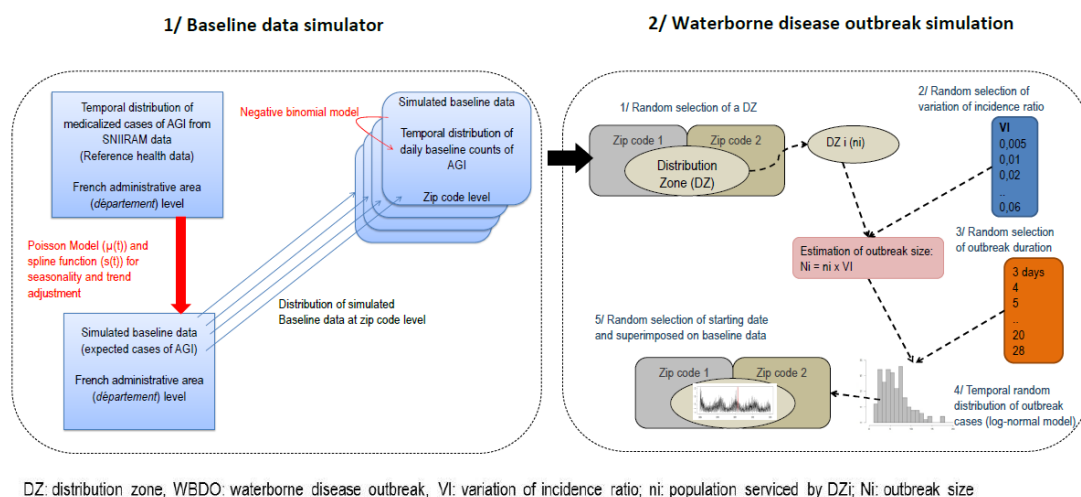 1/ Baseline data simulator
Temporal distribution of
medicalized cases of AGI from
SNIIRAM data
(Reference health data)
French administrative area
(département) level
Poisson Model (µ(t)) and
spline function (s(t)) for
seasonality and trend
adjustment
Simulated baseline data
(expected cases of AGI)
French administrative area
(département) level
Negative binomial model
Simulated baseline data
Temporal distribution of
daily baseline counts of
AGI
Zip code level
Distribution of simulated
Baseline data at zip code level
2/ Waterborne disease outbreak simulation
1/ Random selection of a DZ
Zip code 1
Zip code 2
Distribution
Zone (DZ)
DZ i (ni)
2/ Random
selection of
variation of
incidence ratio
VI
0,005
0,01
0,02
..
0,06
Estimation of outbreak size:
Ni = ni x VI
3/ Random selection
of outbreak duration
3 days
4
5
..
20
28
4/ Temporal random
distribution of outbreak
cases (log-normal model)
5/ Random selection of starting date
and superimposed on baseline data
Zip code 1
Zip code 2
DZ: distribution zone, WBDO: waterborne disease outbreak, VI: variation of incidence ratio; ni: population serviced by DZi; Ni: outbreak size